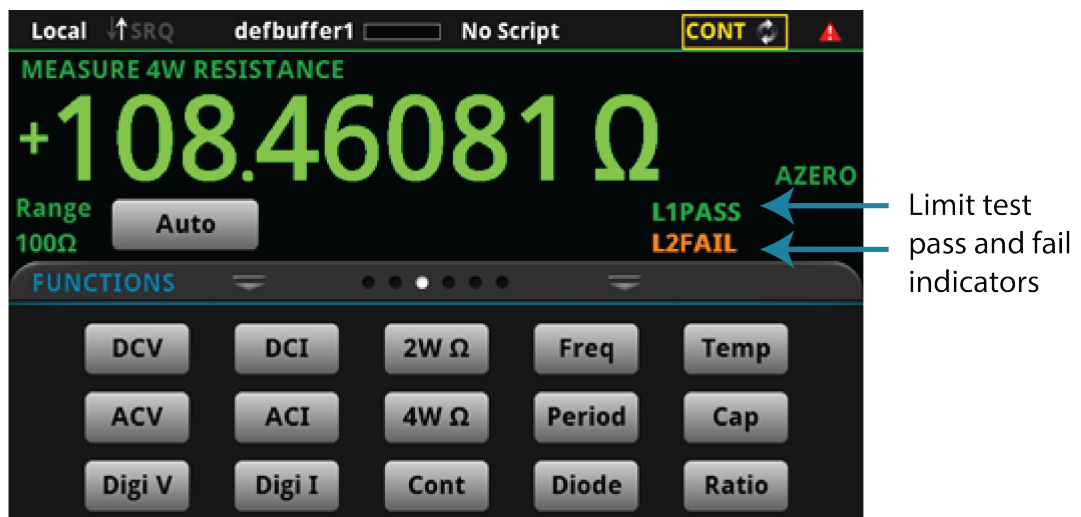 Local ↓↑SRQ defbuffer1 No Script CONT
MEASURE 4W RESISTANCE
+108.46081 Ω
AZERO
Range Auto
100Ω
L1PASS
L2FAIL
Limit test
pass and fail
indicators
FUNCTIONS
DCV DCI 2W Ω Freq Temp
ACV ACI 4W Ω Period Cap
Digi V Digi I Cont Diode Ratio